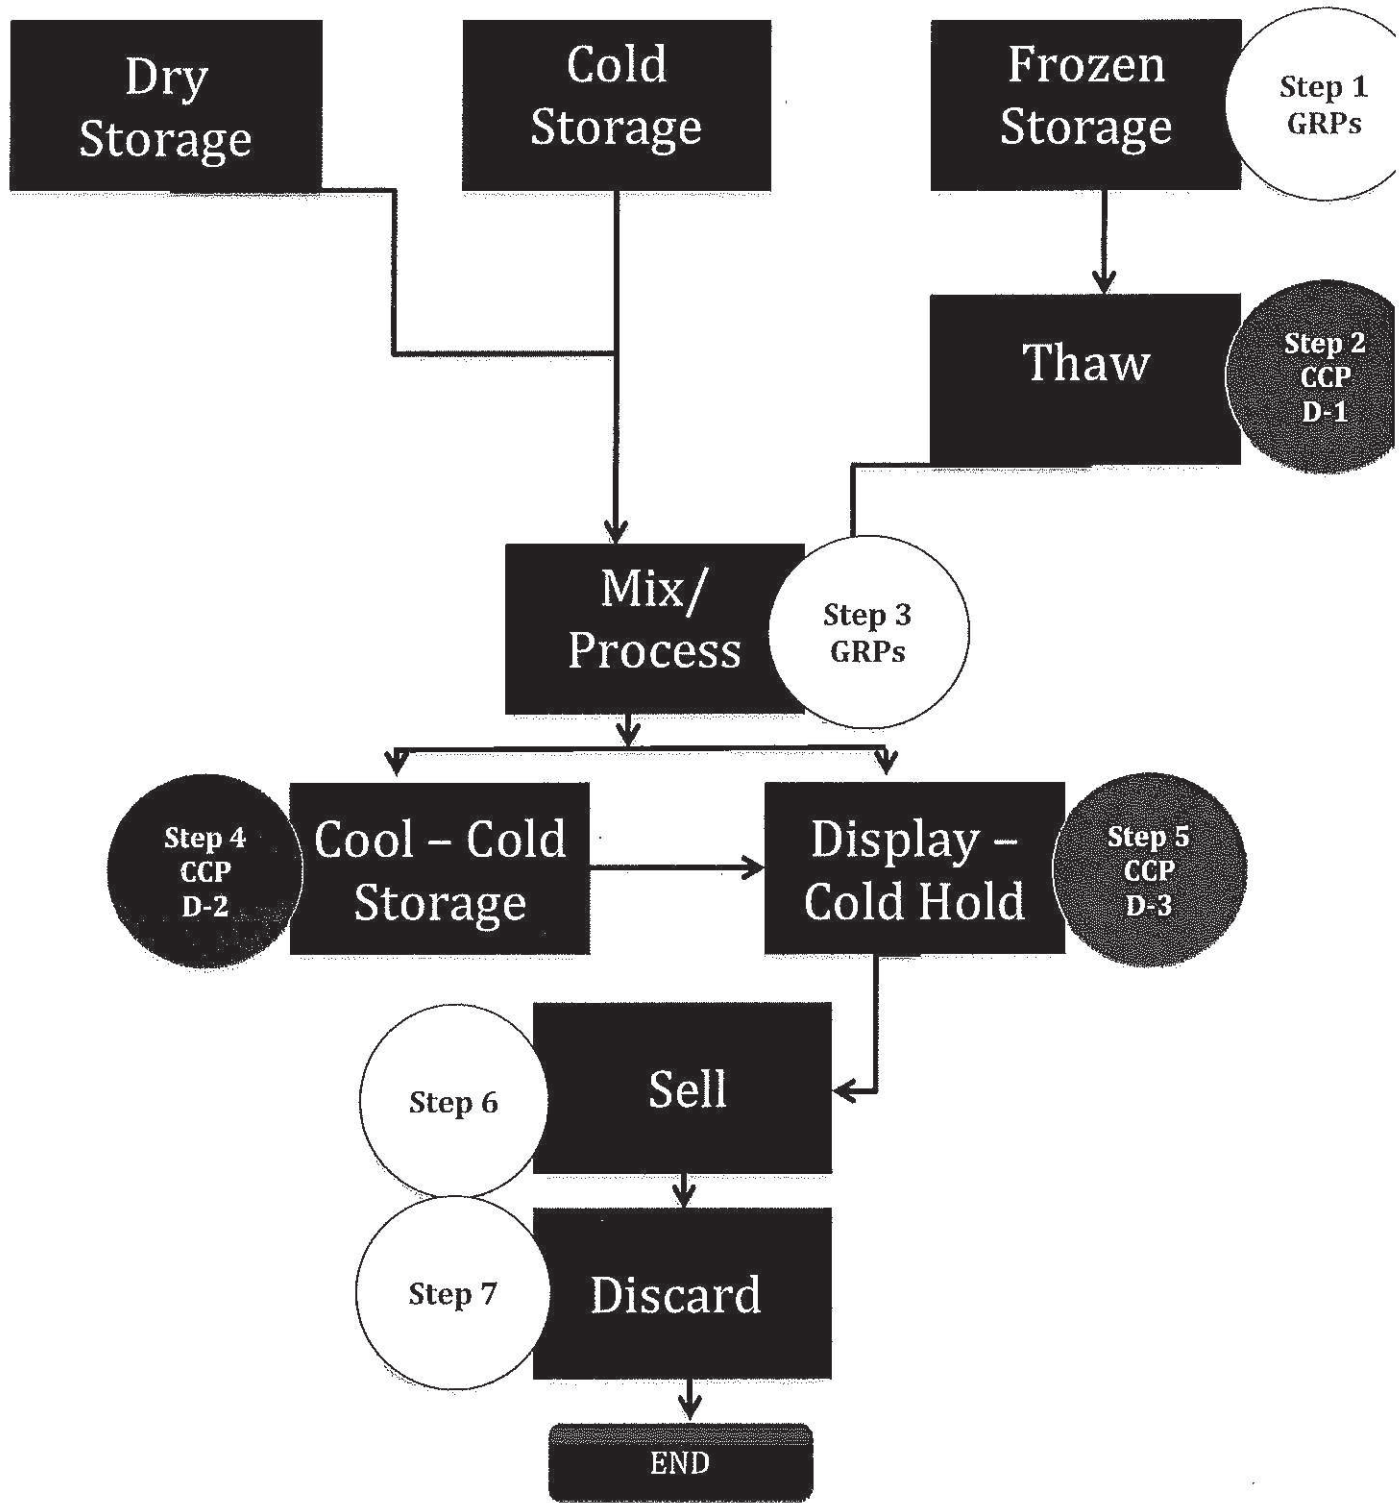 Dry
Storage
Cold
Storage
Frozen
Storage
Step 1
GRPs
Thaw
Step 2
CCP
D-1
Mix/
Process
Step 3
GRPs
Step 4
CCP
D-2
Cool – Cold
Storage
Display –
Cold Hold
Step 5
CCP
D-3
Step 6
Sell
Step 7
Discard
END